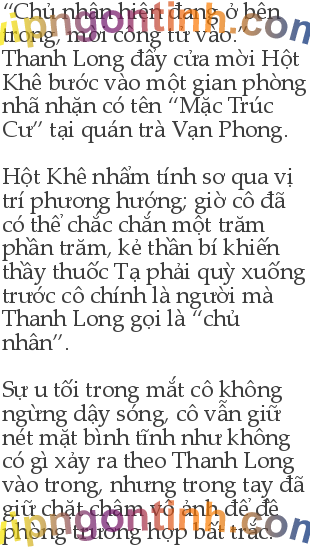 “Chủ nhân hiện đang ở bên
trong, mời công tử vào.”
Thanh Long đẩy cửa mời Hột
Khê bước vào một gian phòng
nhã nhặn có tên “Mặc Trúc
Cư” tại quán trà Vạn Phong.
Hột Khê nhẩm tính sơ qua vị
trí phương hướng; giờ cô đã
có thể chắc chắn một trăm
phần trăm, kẻ thần bí khiến
thầy thuốc Tạ phải quỳ xuống
trước cô chính là người mà
Thanh Long gọi là “chủ
nhân”.
Sự u tối trong mắt cô không
ngừng dậy sóng, cô vẫn giữ
nét mặt bình tĩnh như không
có gì xảy ra theo Thanh Long
vào trong, nhưng trong tay đã
giữ chặt châm vô ảnh để đề
phòng trường hợp bất trắc.
vipngontinh.com
vipngontinh.com